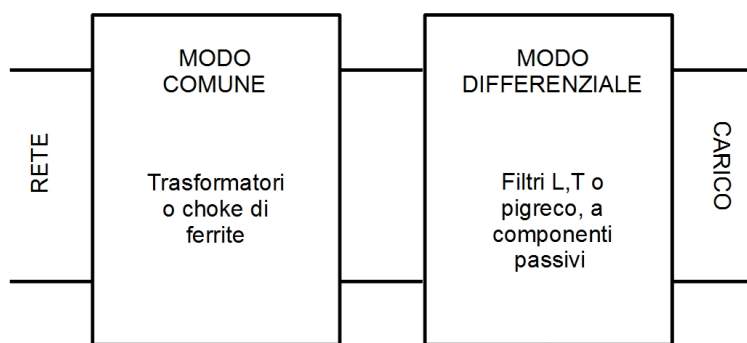 RETE
MODO
COMUNE
Trasformatori
o choke di
ferrite
MODO
DIFFERENZIALE
Filtri L,T o
pigreco, a
componenti
passivi
CARICO